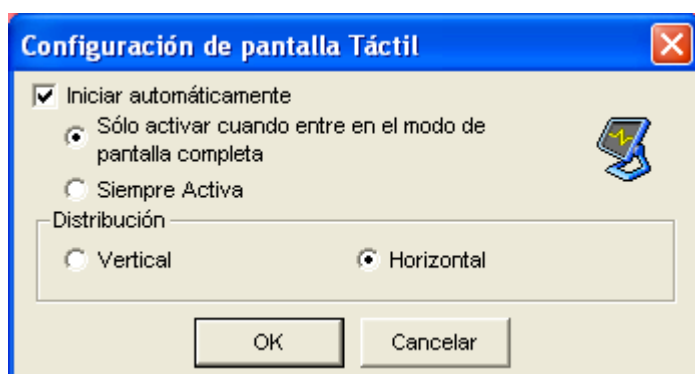 Configuración de pantalla Táctil
Iniciar automáticamente
Sólo activar cuando entre en el modo de
pantalla completa
Siempre Activa
Distribución
Vertical
Horizontal
OK
Cancelar